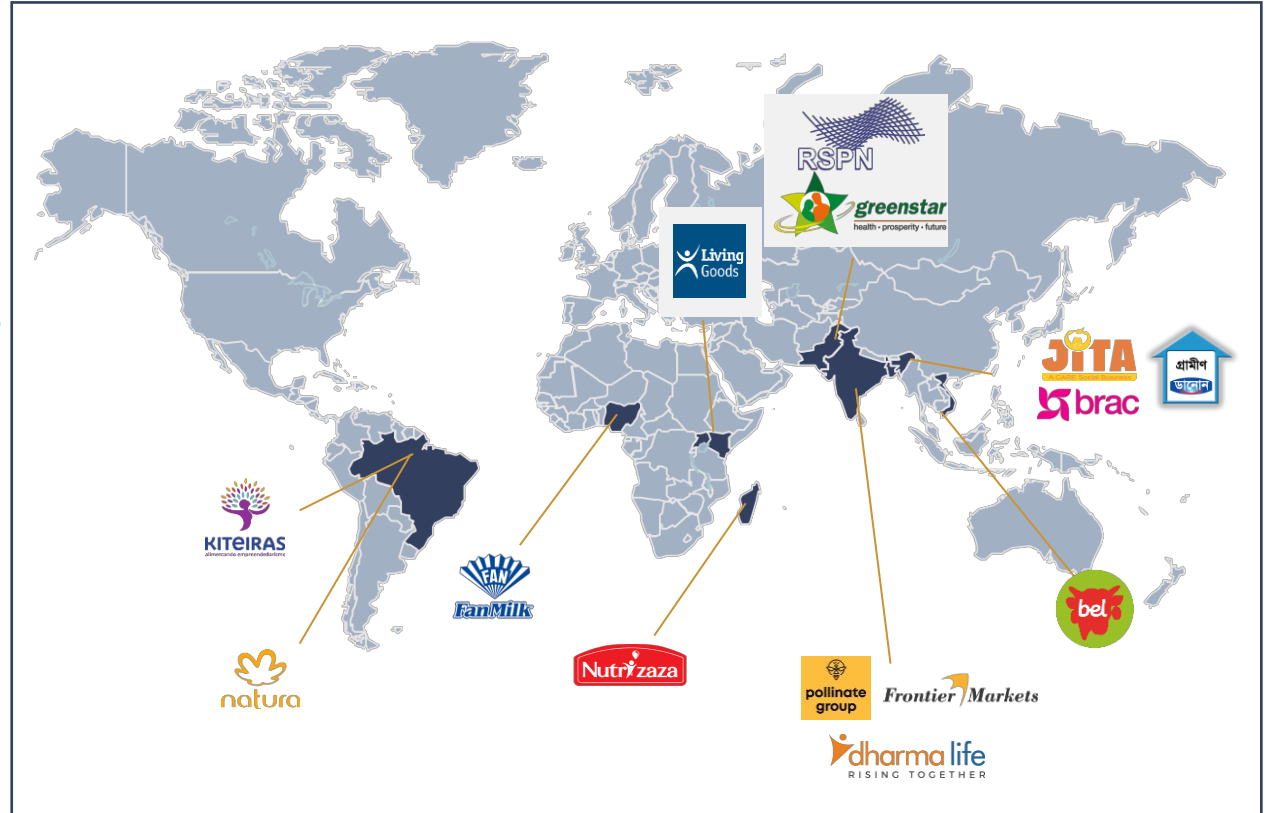 RSPN
greenstar
health • prosperity • future
Living
Goods
JITA
A CARE Social Business
brac
গ্রামীণ
ডানোন
KITEIRAS
alimentando empreendedorismo
FAN
FanMilk
bel
Nutrizaza
natura
pollinate
group
Frontier Markets
dharma life
RISING TOGETHER